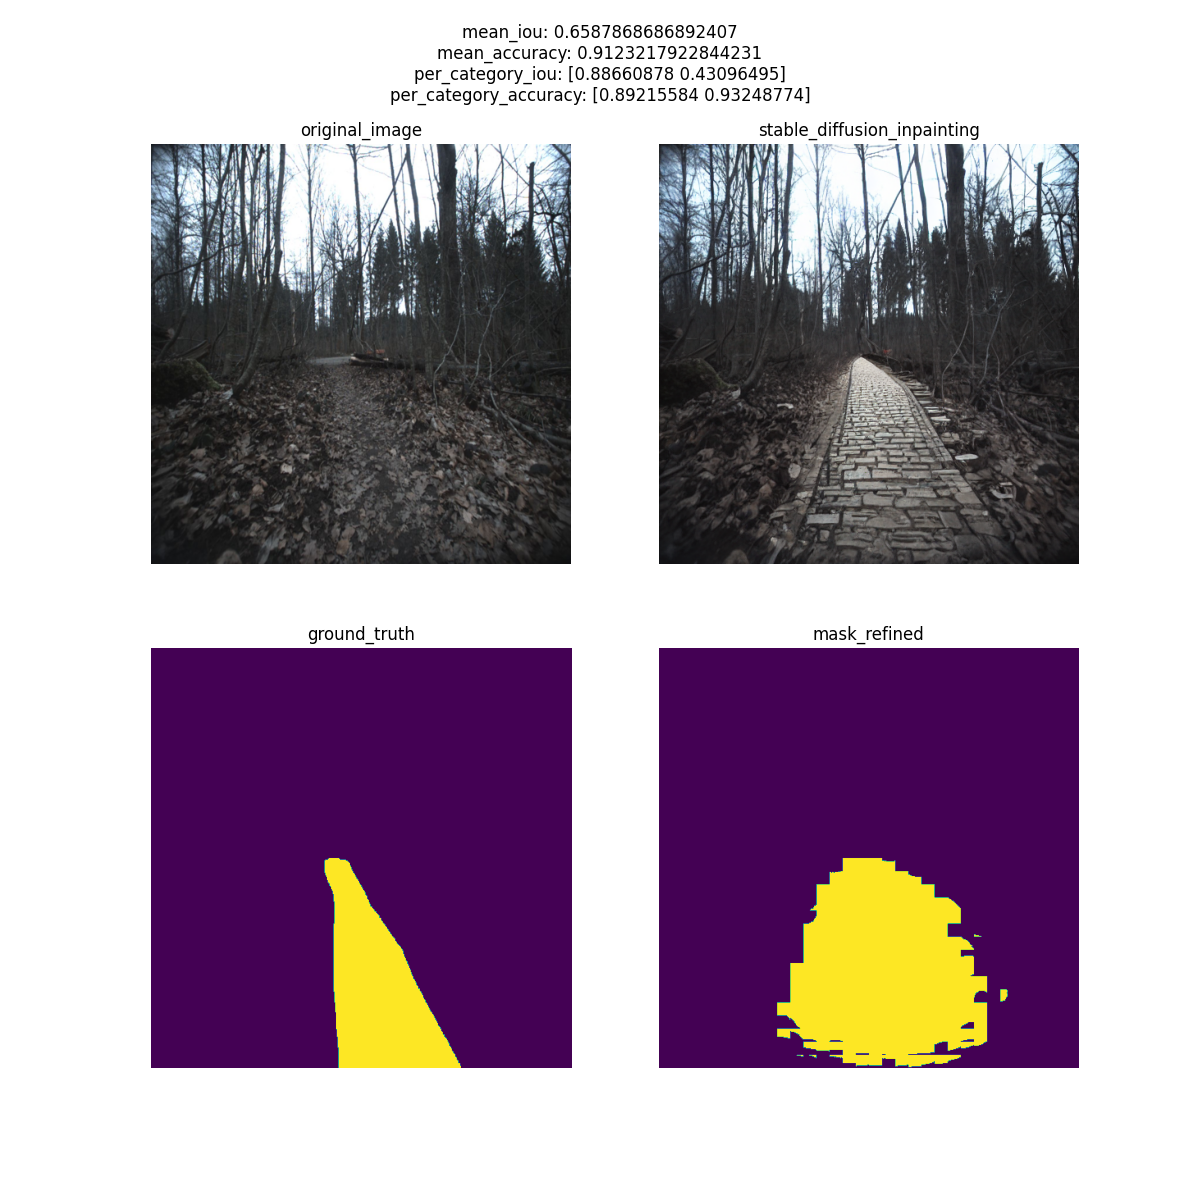 mean_iou: 0.6587868686892407
mean_accuracy: 0.9123217922844231
per_category_iou: [0.88660878 0.43096495]
per_category_accuracy: [0.89215584 0.93248774]
original_image
stable_diffusion_inpainting
ground_truth
mask_refined